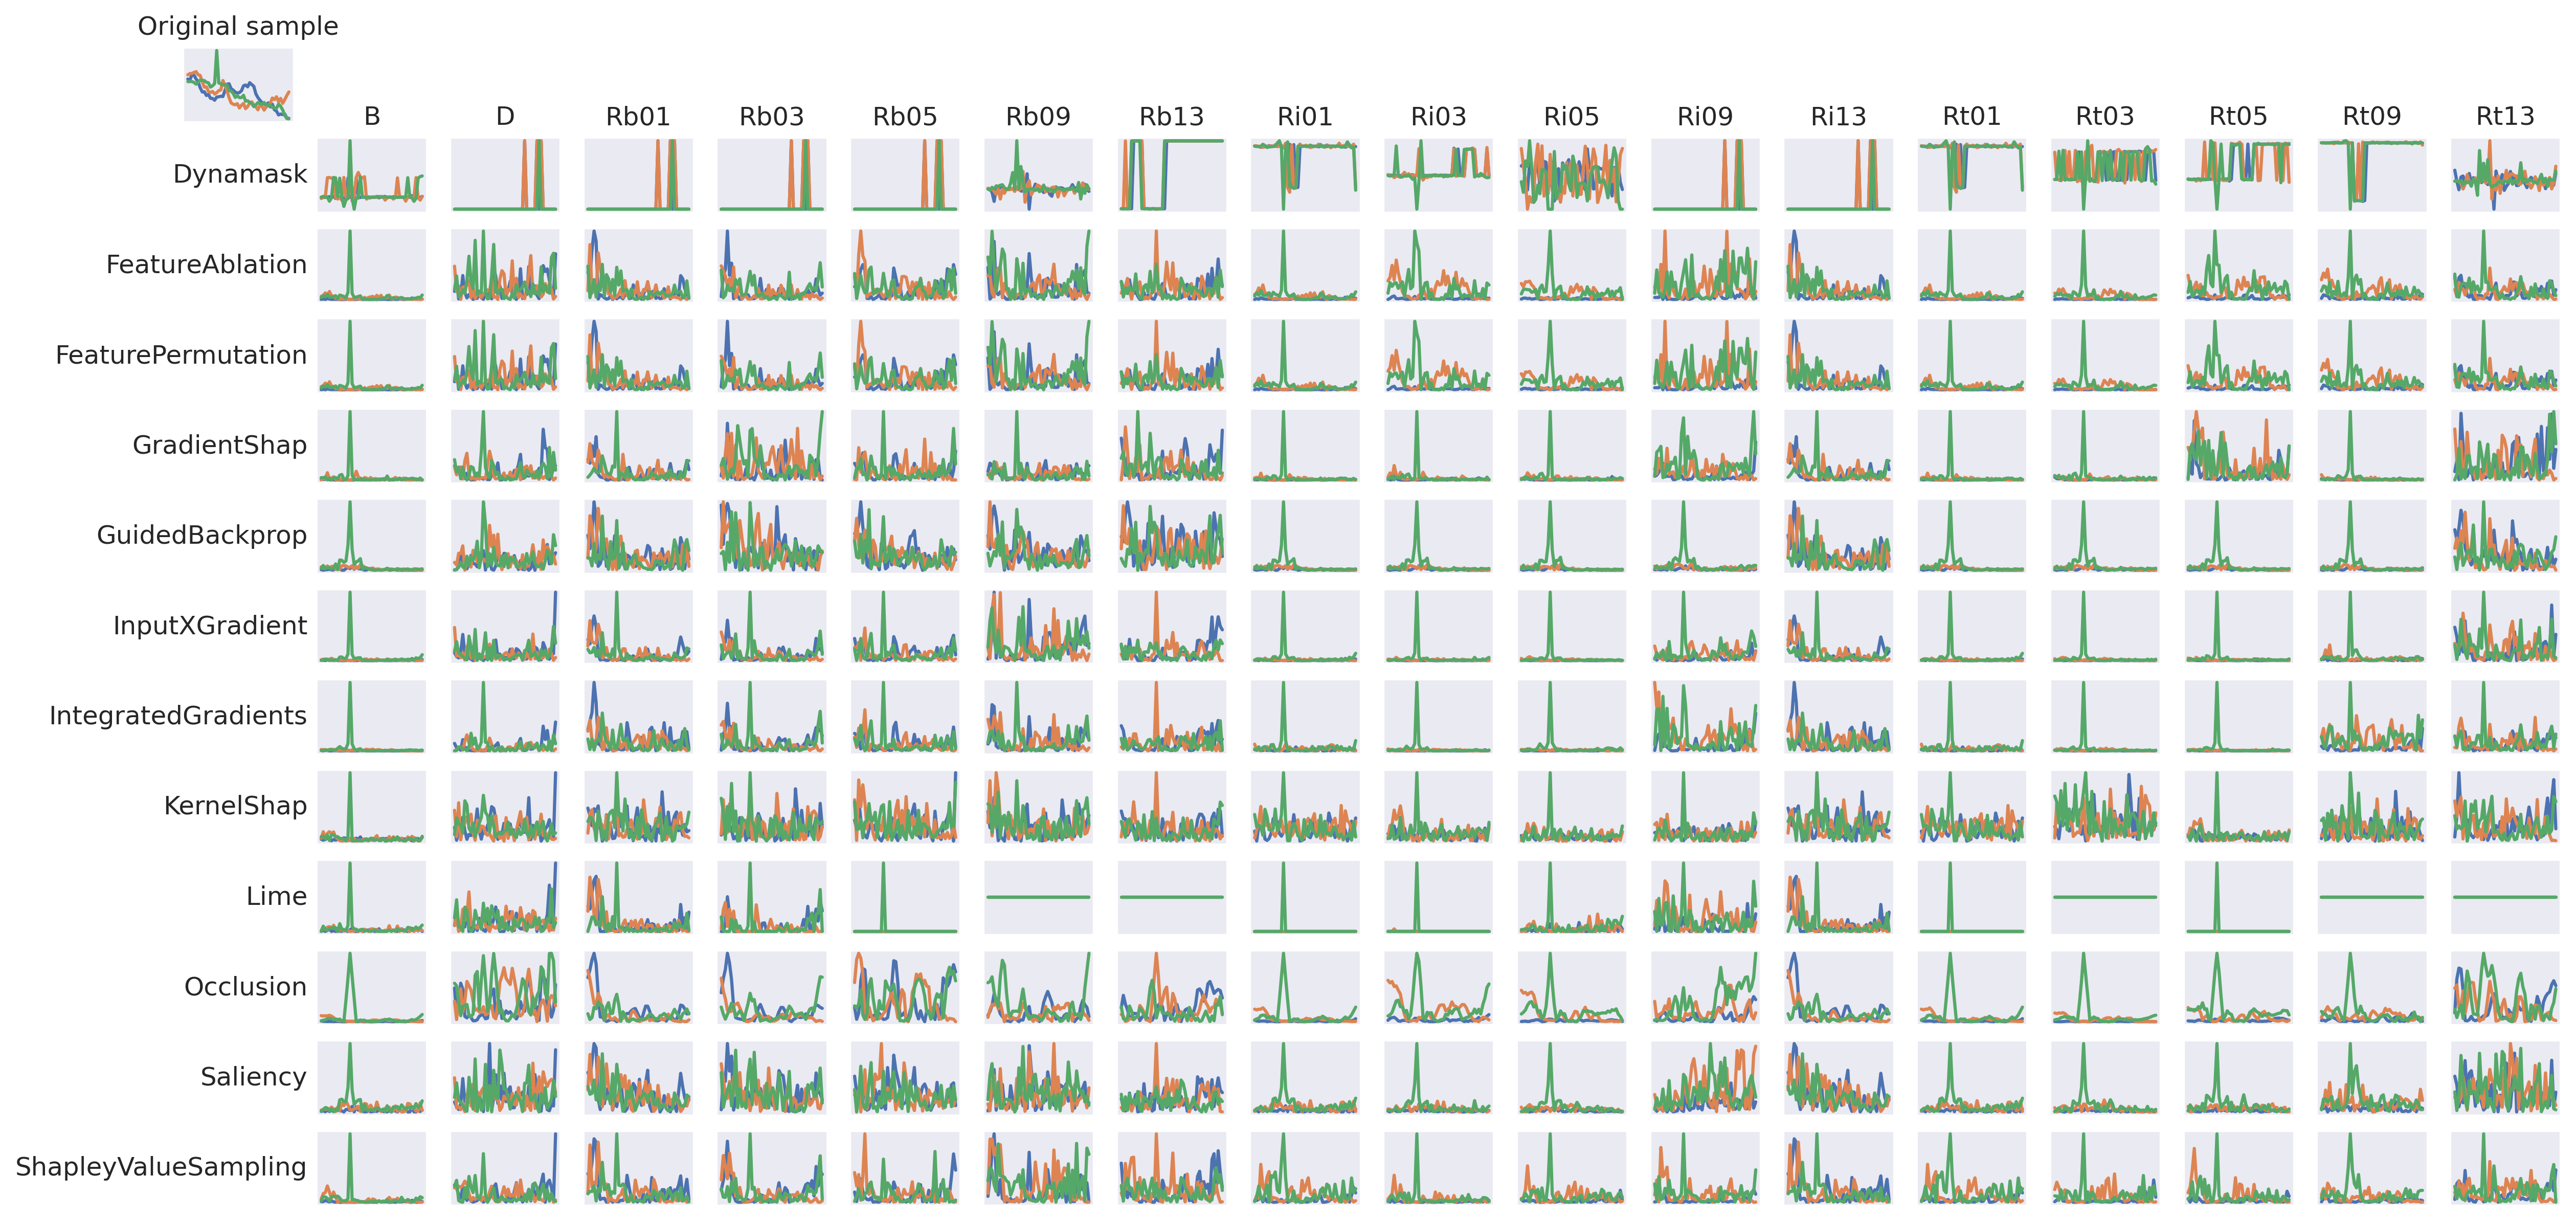 Original sample
B D Rb01 Rb03 Rb05 Rb09 Rb13 Ri01 Ri03 Ri05 Ri09 Ri13 Rt01 Rt03 Rt05 Rt09 Rt13
Dynamask
FeatureAblation
FeaturePermutation
GradientShap
GuidedBackprop
InputXGradient
IntegratedGradients
KernelShap
Lime
Occlusion
Saliency
ShapleyValueSampling